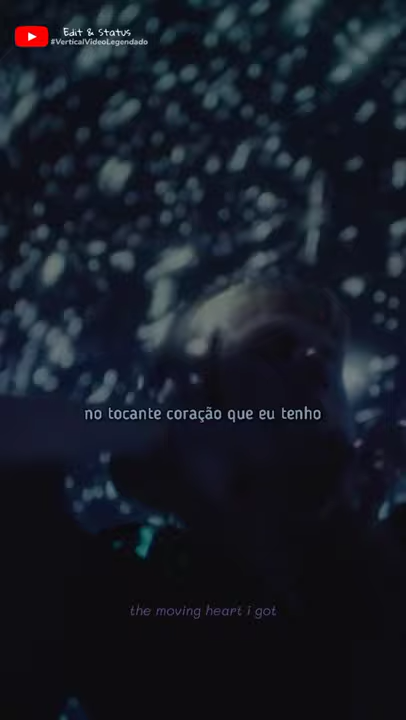 Edit & Status
#VerticalVideoLegendado
no tocante coração que eu tenho
the moving heart i got